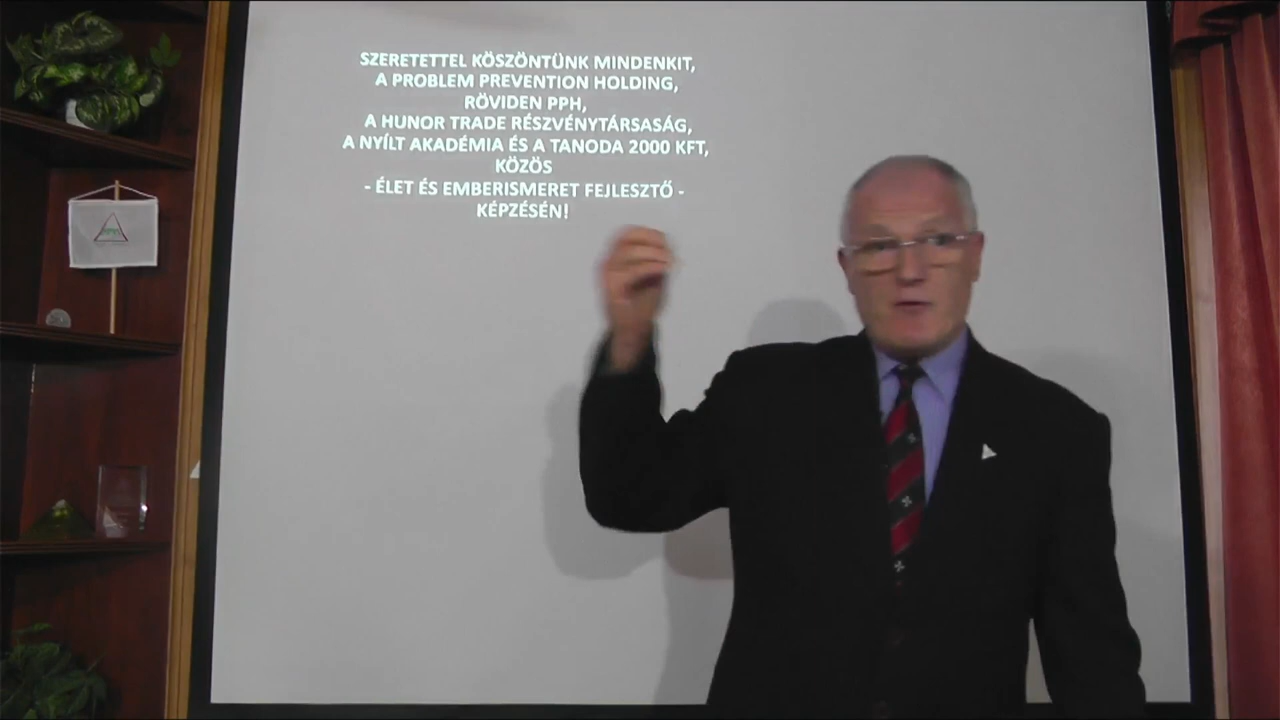 SZERETETTEL KÖSZÖNTÜNK MINDENKIT,
A PROBLEM PREVENTION HOLDING,
RÖVIDEN PPH,
A HUNOR TRADE RÉSZVÉNYTÁRSASÁG,
A NYÍLT AKADÉMIA ÉS A TANODA 2000 KFT,
KÖZÖS
- ÉLET ÉS EMBERISMERET FEJLESZTŐ -
KÉPZÉSÉN!